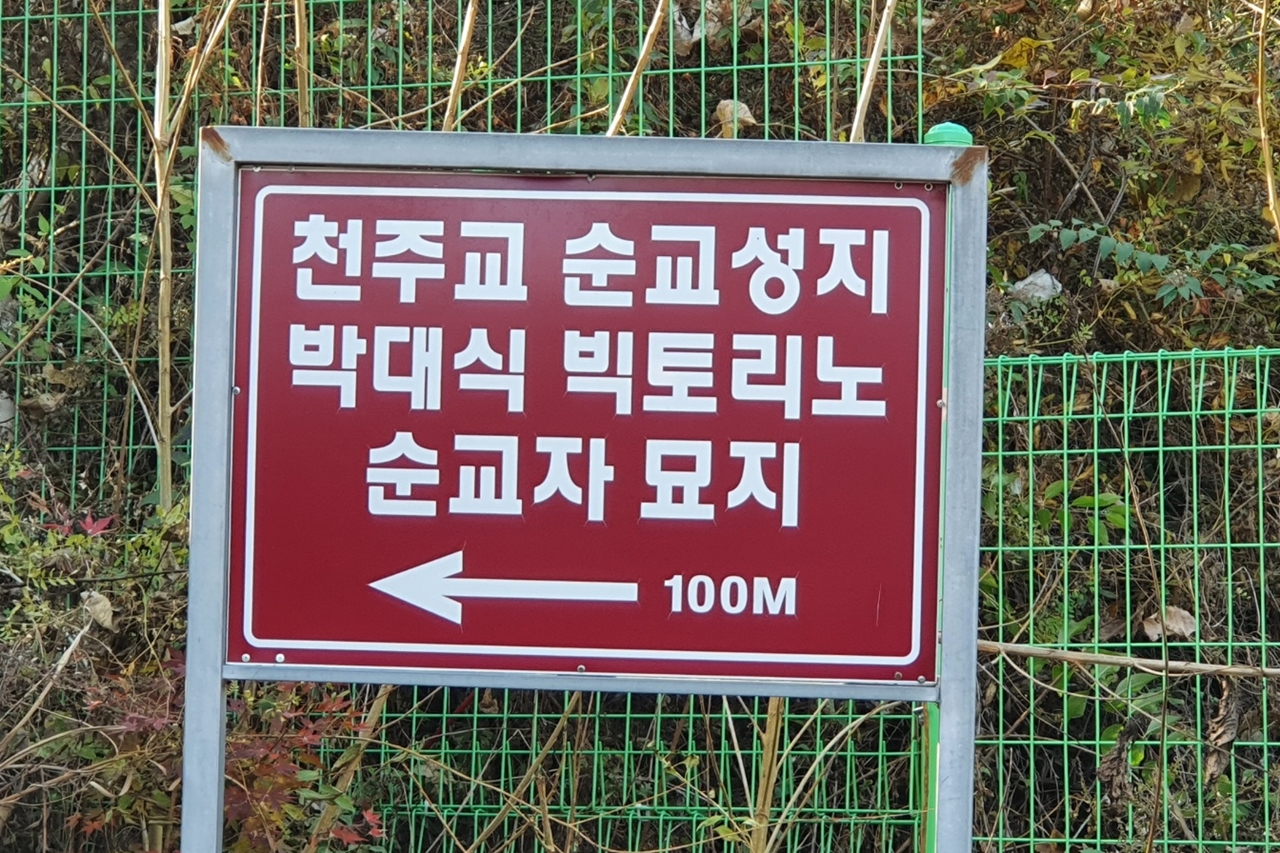 천주교 순교성지
박대식 빅토리노
순교자 묘지
← 100M